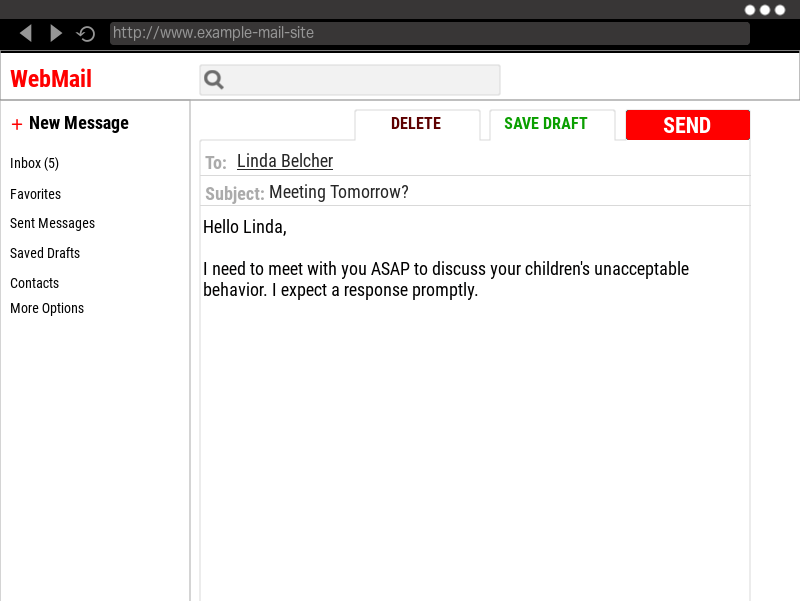 http://www.example-mail-site
WebMail
+ New Message
Inbox (5)
Favorites
Sent Messages
Saved Drafts
Contacts
More Options
DELETE SAVE DRAFT SEND
To: Linda Belcher
Subject: Meeting Tomorrow?
Hello Linda,
I need to meet with you ASAP to discuss your children's unacceptable
behavior. I expect a response promptly.